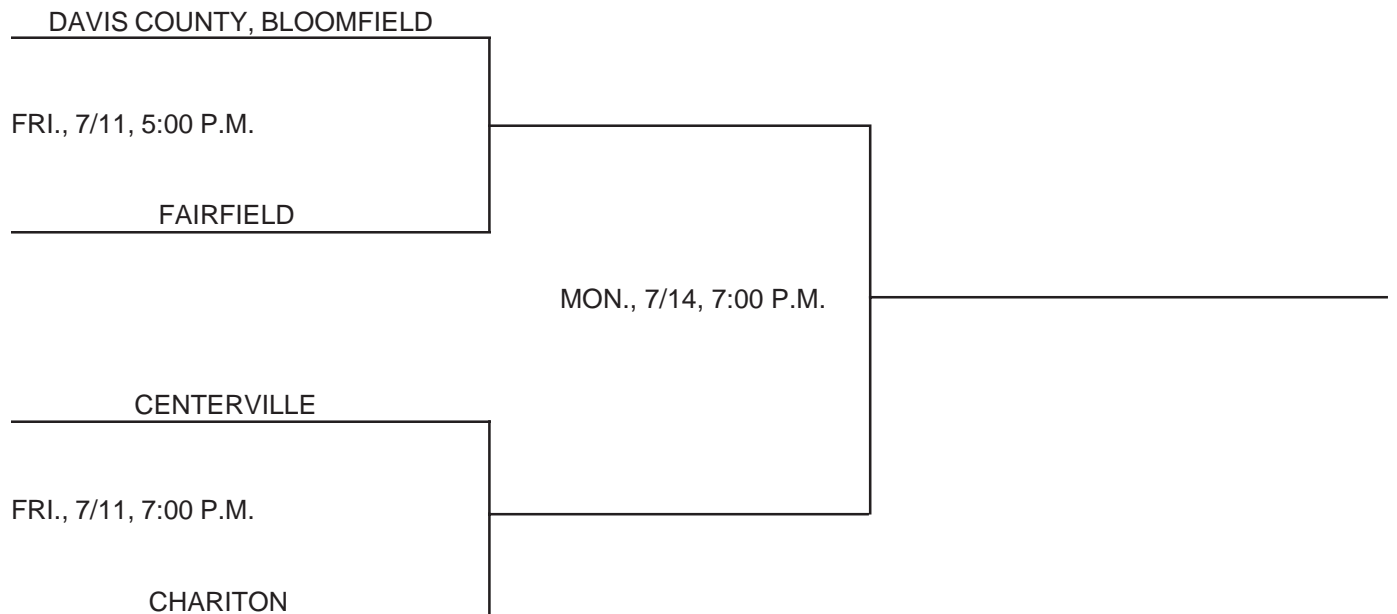 DAVIS COUNTY, BLOOMFIELD
FRI., 7/11, 5:00 P.M.
FAIRFIELD
MON., 7/14, 7:00 P.M.
CENTERVILLE
FRI., 7/11, 7:00 P.M.
CHARITON